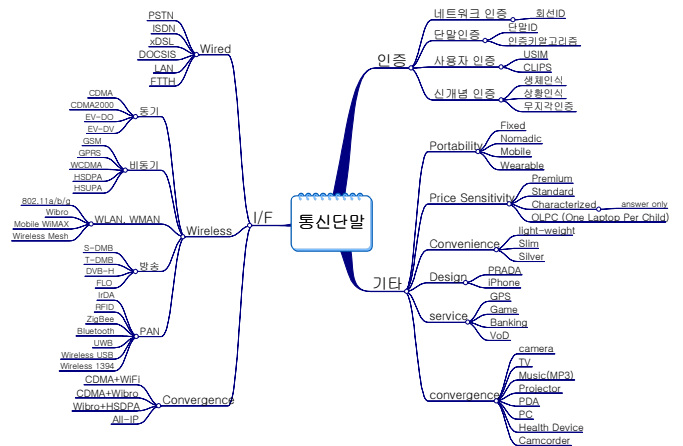 통신단말
I/F
Wired
PSTN
ISDN
xDSL
DOCSIS
LAN
FTTH
Wireless
동기
CDMA
CDMA2000
EV-DO
EV-DV
비동기
GSM
GPRS
WCDMA
HSDPA
HSUPA
WLAN, WMAN
802.11a/b/g
Wibro
Mobile WiMAX
Wireless Mesh
방송
S-DMB
T-DMB
DVB-H
FLO
PAN
IrDA
RFID
ZigBee
Bluetooth
UWB
Wireless USB
Wireless 1394
Convergence
CDMA+WiFi
CDMA+Wibro
Wibro+HSDPA
All-IP
인증
네트워크 인증
회선ID
단말인증
단말ID
인증키알고리즘
사용자 인증
USIM
CLIPS
신개념 인증
생체인식
상황인식
무지각인증
기타
Portability
Fixed
Nomadic
Mobile
Wearable
Price Sensitivity
Premium
Standard
Characterized
answer only
OLPC (One Laptop Per Child)
Convenience
light-weight
Slim
Silver
Design
PRADA
iPhone
service
GPS
Game
Banking
VoD
convergence
camera
TV
Music(MP3)
Projector
PDA
PC
Health Device
Camcorder